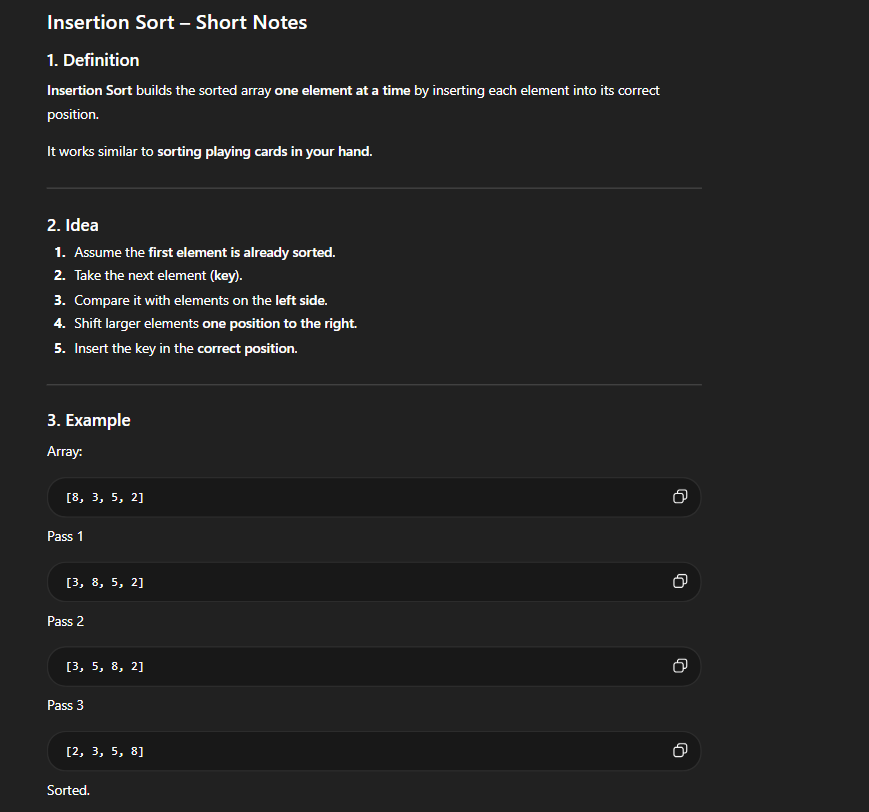 Insertion Sort – Short Notes
1. Definition
Insertion Sort builds the sorted array one element at a time by inserting each element into its correct
position.
It works similar to sorting playing cards in your hand.
2. Idea
1. Assume the first element is already sorted.
2. Take the next element (key).
3. Compare it with elements on the left side.
4. Shift larger elements one position to the right.
5. Insert the key in the correct position.
3. Example
Array:
[8, 3, 5, 2]
Pass 1
[3, 8, 5, 2]
Pass 2
[3, 5, 8, 2]
Pass 3
[2, 3, 5, 8]
Sorted.